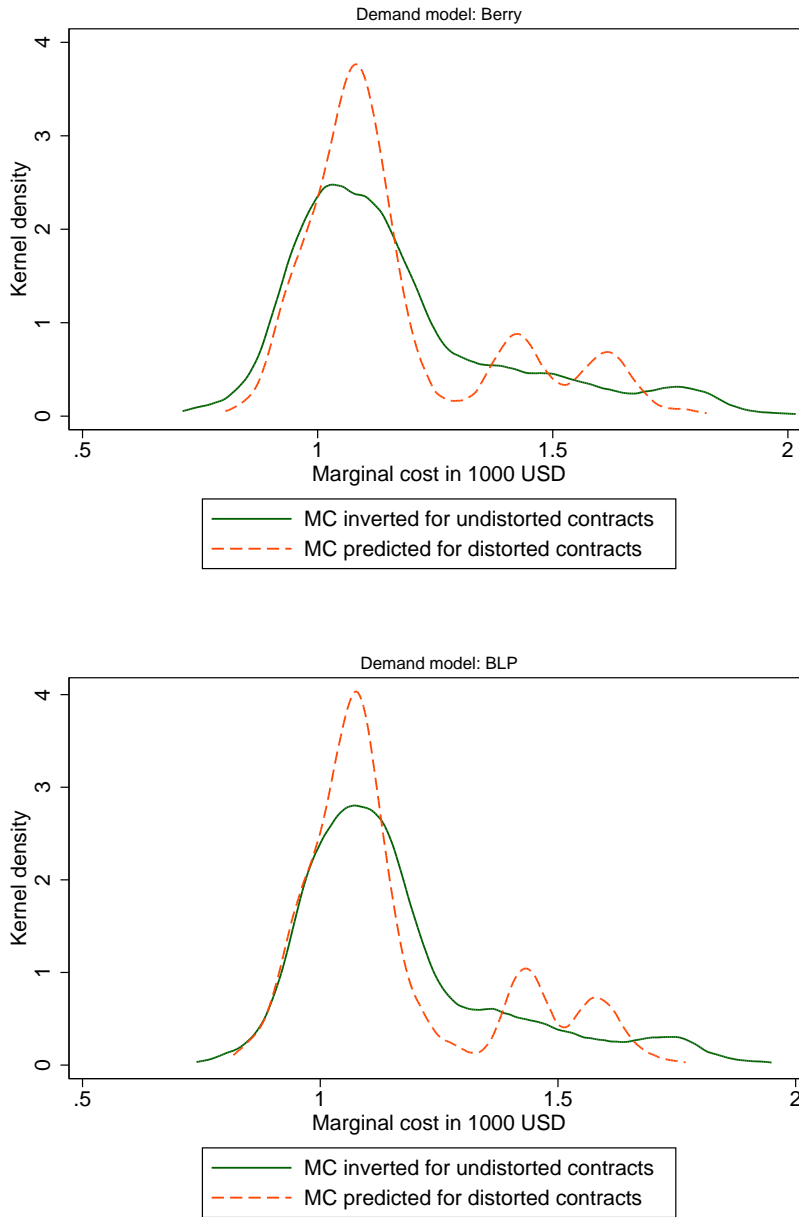 Demand model: Berry
4
3
2
1
0
Kernel density
.5 1 1.5 2
Marginal cost in 1000 USD
MC inverted for undistorted contracts
MC predicted for distorted contracts
Demand model: BLP
4
3
2
1
0
Kernel density
.5 1 1.5 2
Marginal cost in 1000 USD
MC inverted for undistorted contracts
MC predicted for distorted contracts